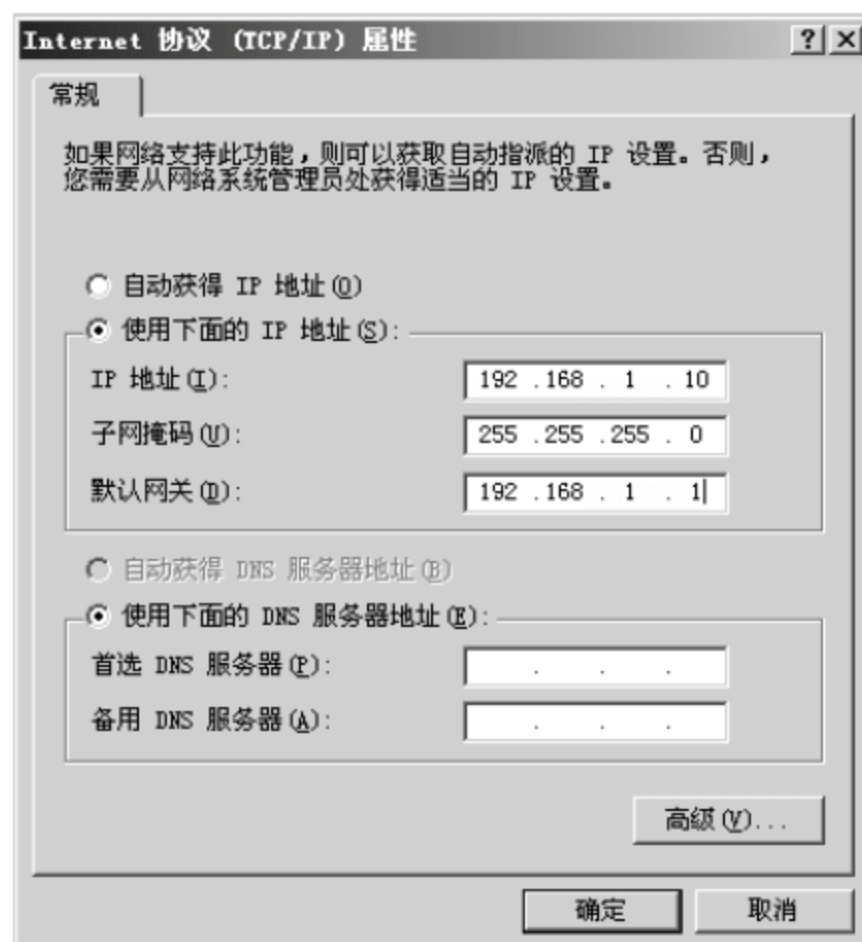 Internet 协议 (TCP/IP) 属性
常规
如果网络支持此功能,则可以获取自动指派的 IP 设置。否则,
您需要从网络系统管理员处获得适当的 IP 设置。
自动获得 IP 地址(O)
使用下面的 IP 地址(S):
IP 地址(I): 192 .168 . 1 . 10
子网掩码(U): 255 .255 .255 . 0
默认网关(D): 192 .168 . 1 . 1
自动获得 DNS 服务器地址(B)
使用下面的 DNS 服务器地址(E):
首选 DNS 服务器(P): . . .
备用 DNS 服务器(A): . . .
高级(V)...
确定 取消